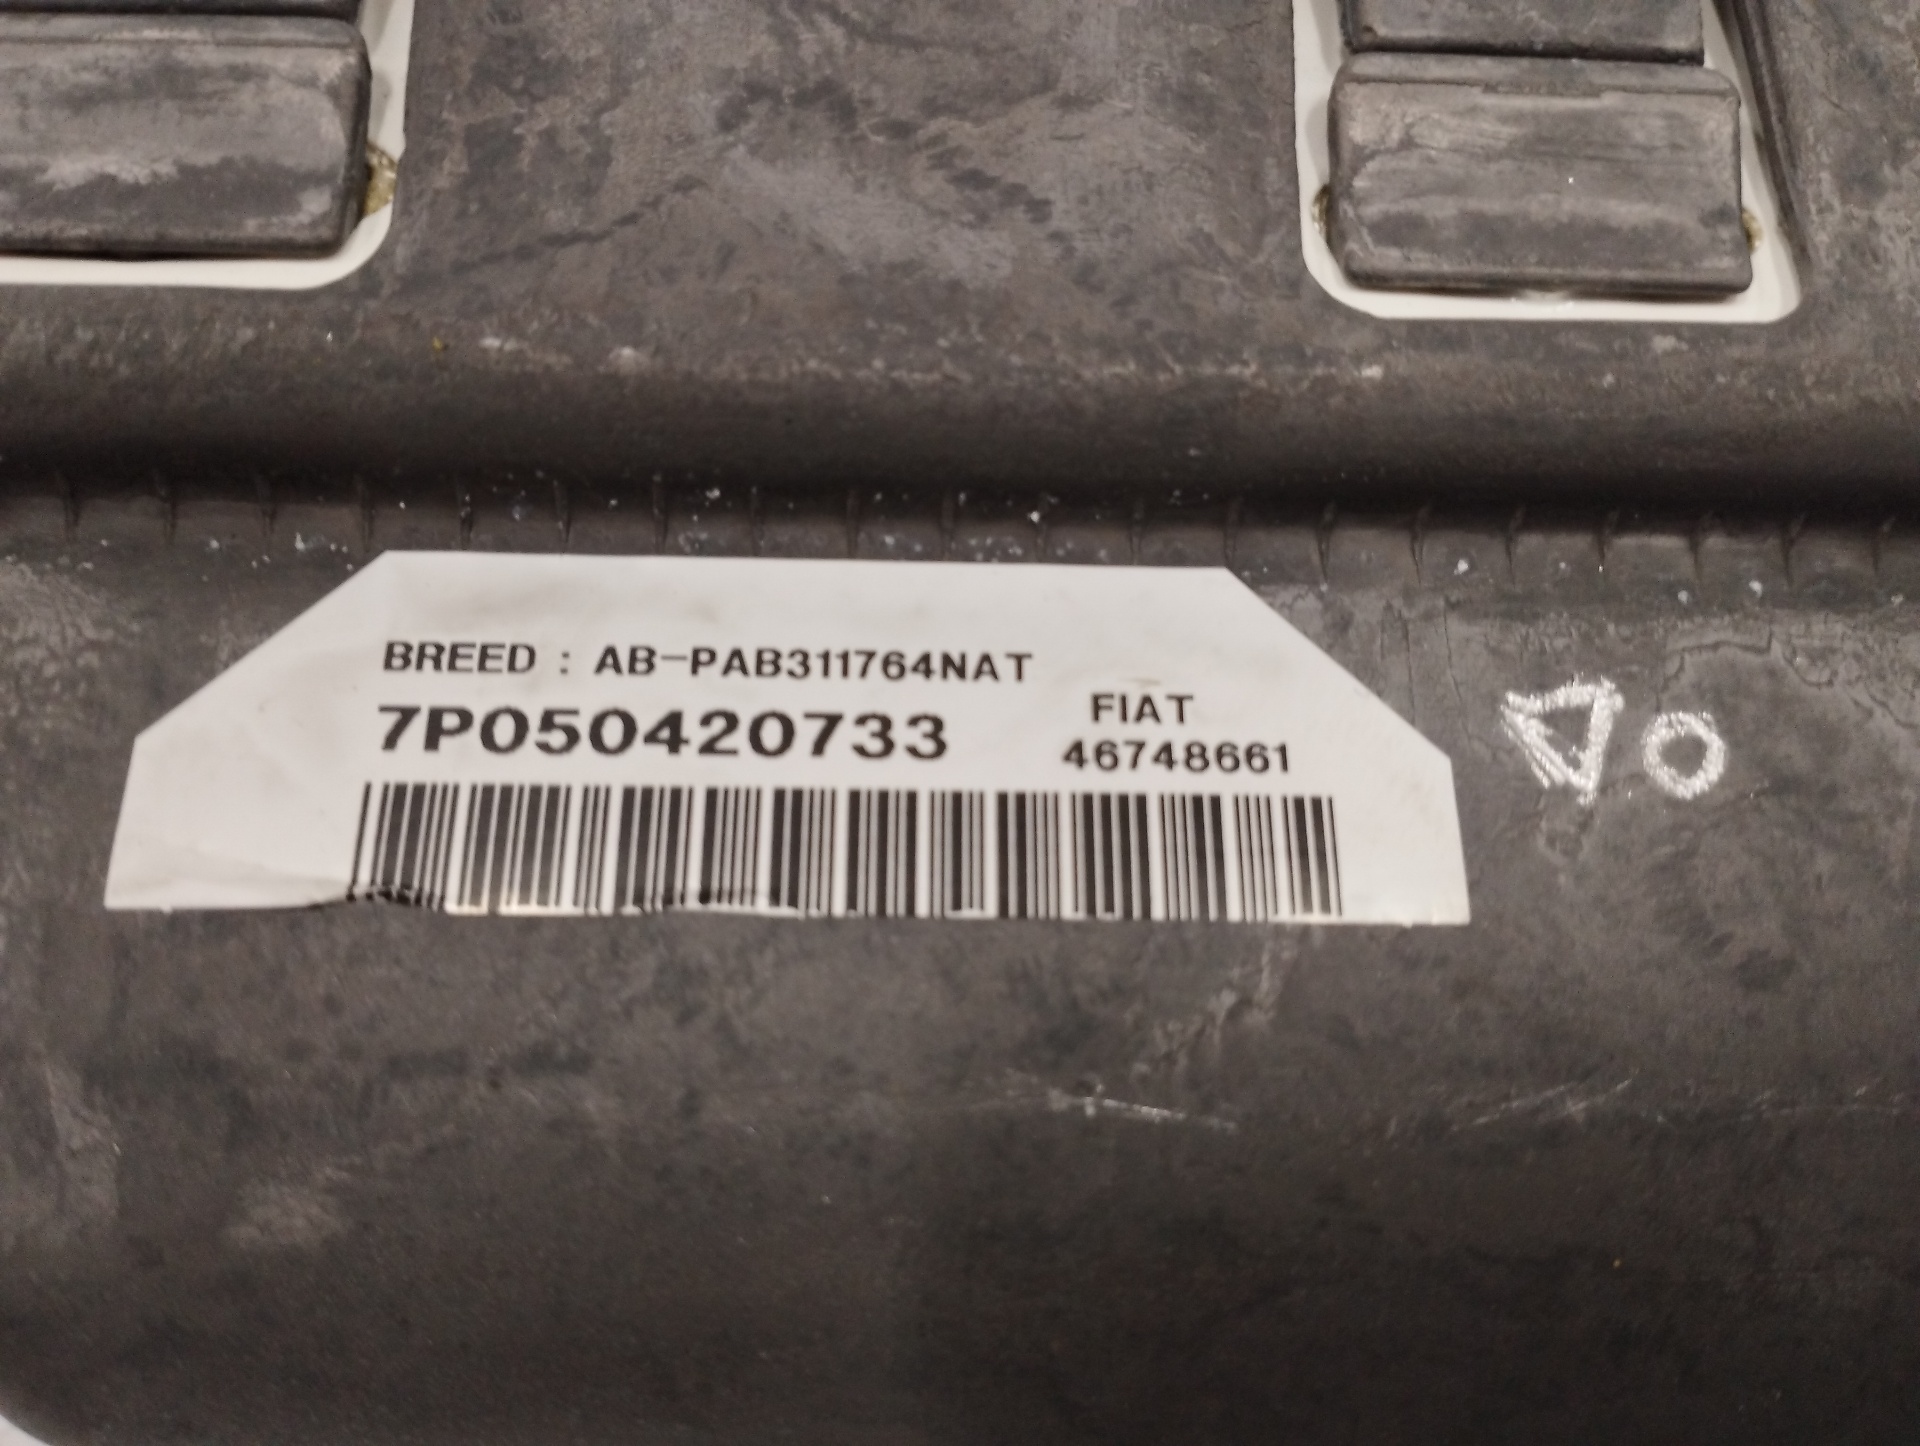 BREED : AB-PAB311764NAT
7P050420733
FIAT
46748661